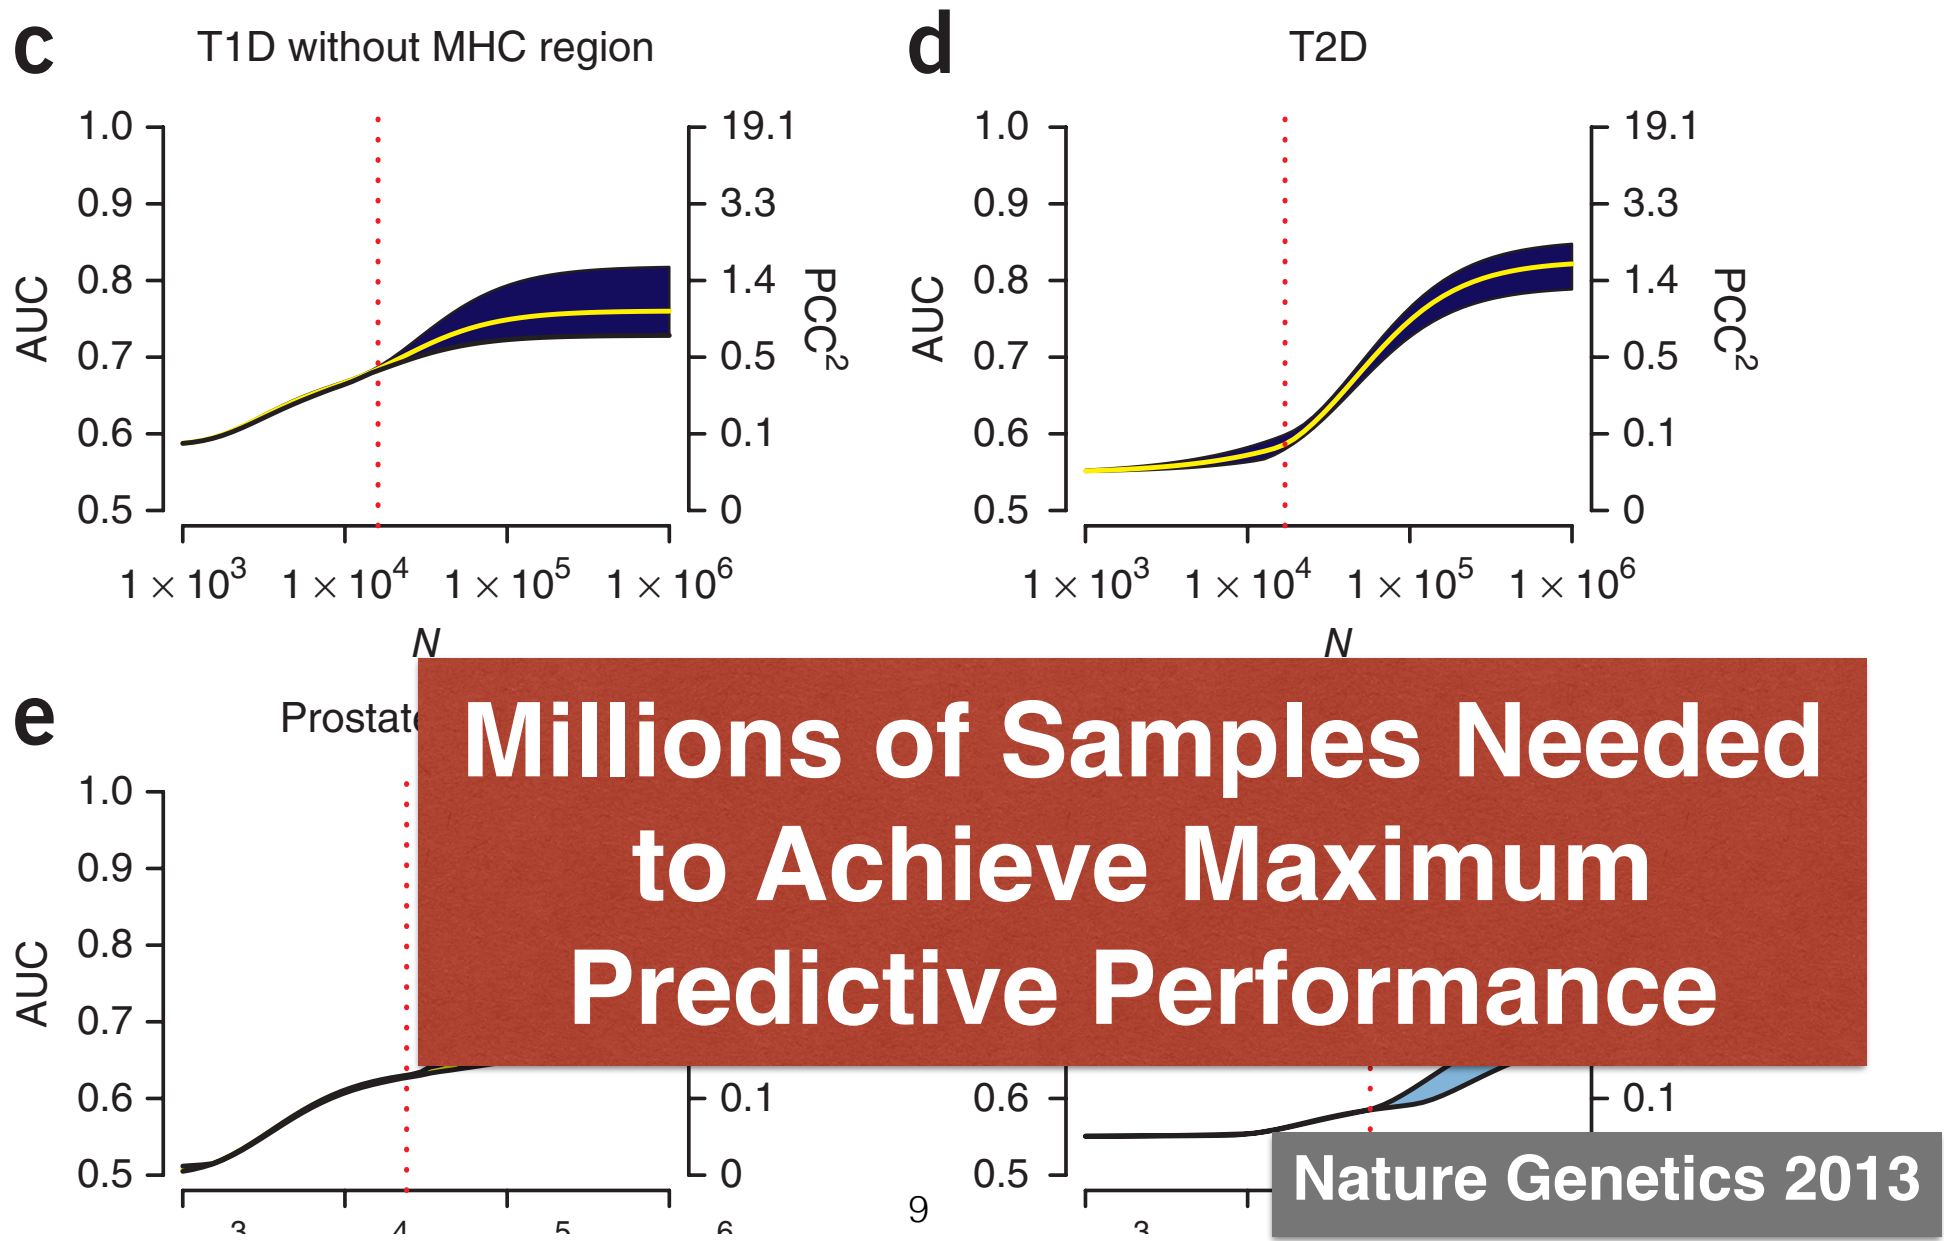 c
T1D without MHC region
1.0
0.9
0.8
0.7
0.6
0.5
AUC
19.1
3.3
1.4
0.5
0.1
0
PCC²
1 × 10³ 1 × 10⁴ 1 × 10⁵ 1 × 10⁶
N
d
T2D
1.0
0.9
0.8
0.7
0.6
0.5
AUC
19.1
3.3
1.4
0.5
0.1
0
PCC²
1 × 10³ 1 × 10⁴ 1 × 10⁵ 1 × 10⁶
N
e
Prostate
1.0
0.9
0.8
0.7
0.6
0.5
AUC
0.1
0
3 4 5 6
Millions of Samples Needed
to Achieve Maximum
Predictive Performance
0.6
0.5
0.1
3
Nature Genetics 2013
9